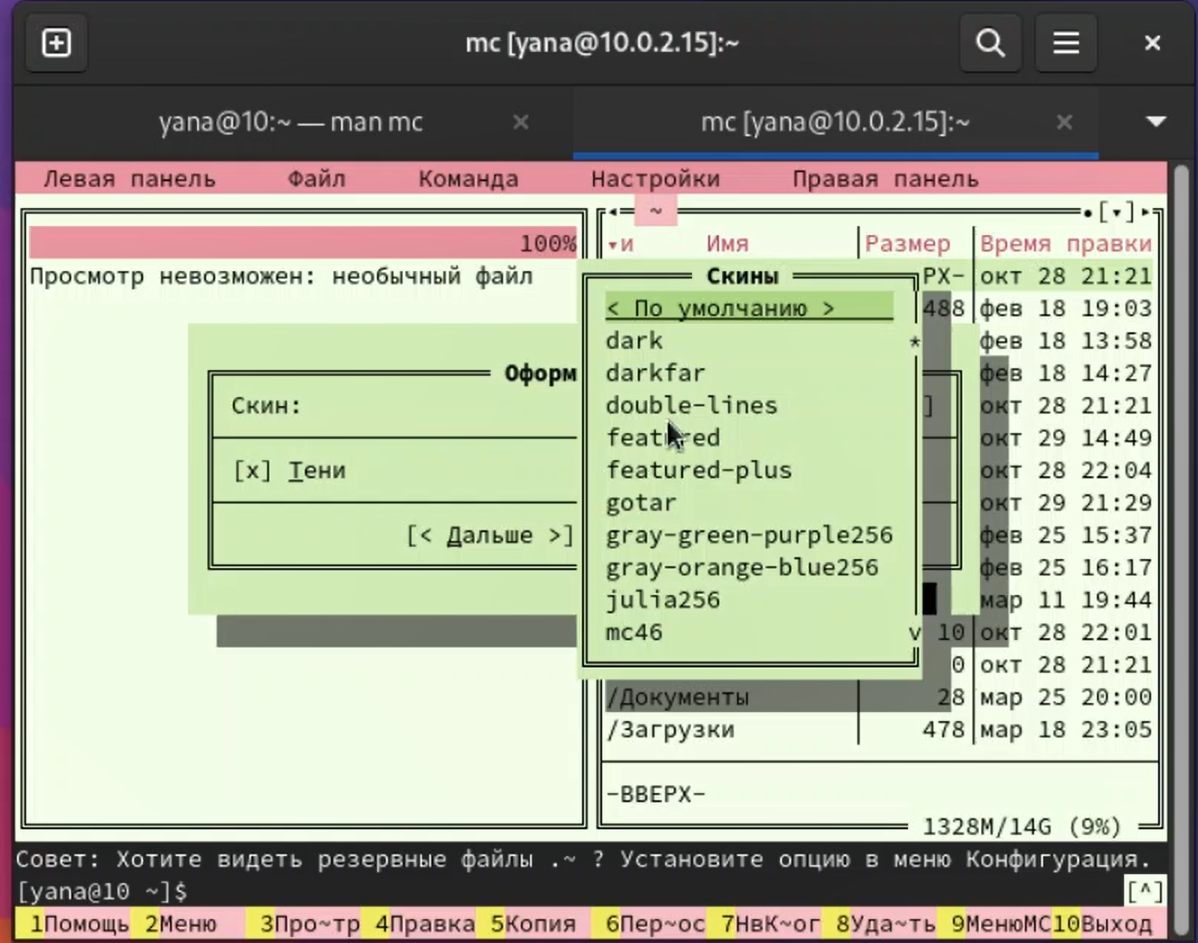 mc [yana@10.0.2.15]:~
yana@10:~ — man mc
mc [yana@10.0.2.15]:~
Левая панель Файл Команда Настройки Правая панель
~ [▾]
100% ▾и Имя Размер Время правки
Просмотр невозможен: необычный файл
Скины
РХ- окт 28 21:21
< По умолчанию > 488 фев 18 19:03
dark * фев 18 13:58
Оформ darkfar фев 18 14:27
Скин: double-lines ] окт 28 21:21
featured окт 29 14:49
[x] Тени featured-plus окт 28 22:04
gotar окт 29 21:29
[< Дальше >] gray-green-purple256 фев 25 15:37
gray-orange-blue256 фев 25 16:17
julia256 мар 11 19:44
mc46 v 10 окт 28 22:01
0 окт 28 21:21
/Документы 28 мар 25 20:00
/Загрузки 478 мар 18 23:05
-ВВЕРХ-
1328M/14G (9%)
Совет: Хотите видеть резервные файлы .~ ? Установите опцию в меню Конфигурация.
[yana@10 ~]$ [^]
1Помощь 2Меню 3Про~тр 4Правка 5Копия 6Пер~ос 7НвК~ог 8Уда~ть 9МенюMC 10Выход